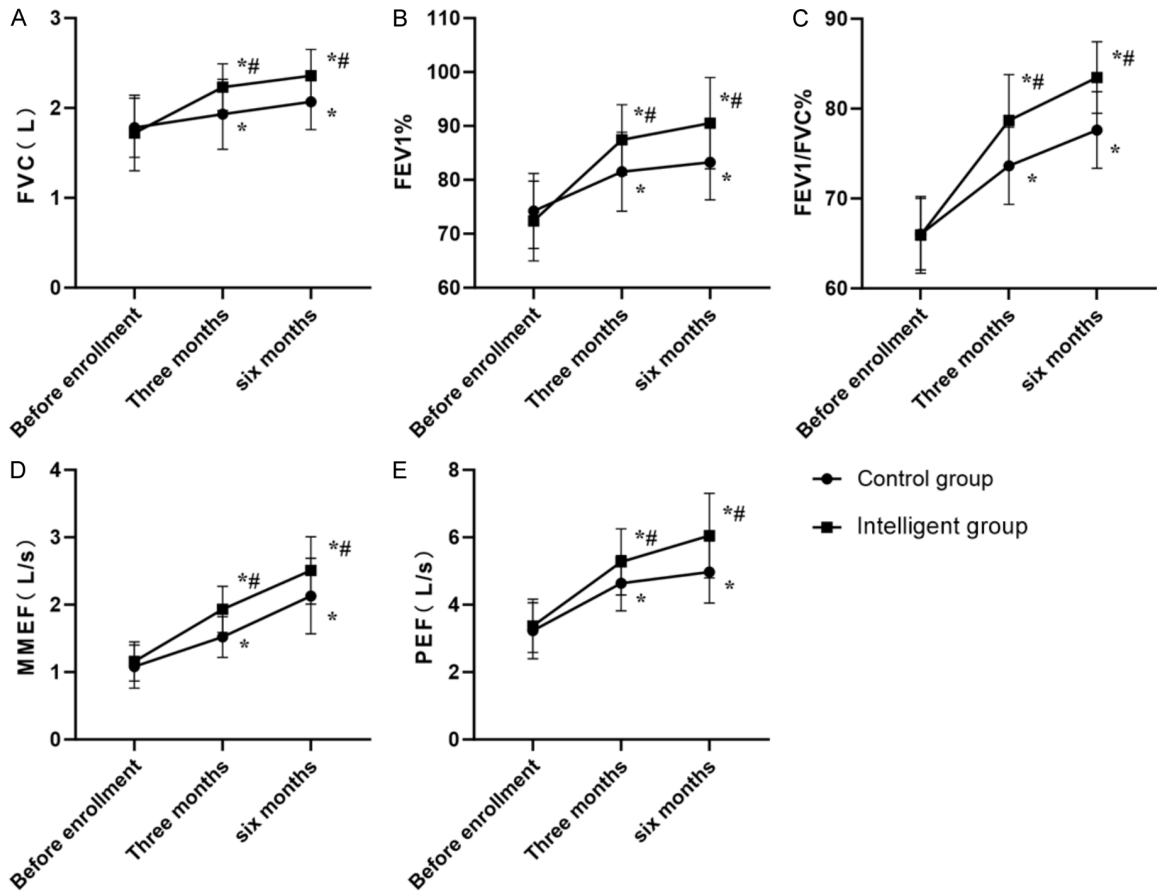 A
FVC( L)
3
2
1
0
*#
*#
*
*
Before enrollment
Three months
six months
B
FEV1%
110
100
90
80
70
60
*#
*#
*
*
Before enrollment
Three months
six months
C
FEV1/FVC%
90
80
70
60
*#
*#
*
*
Before enrollment
Three months
six months
D
MMEF( L/s)
4
3
2
1
0
*#
*#
*
*
Before enrollment
Three months
six months
E
PEF( L/s)
8
6
4
2
0
*#
*#
*
*
Before enrollment
Three months
six months
Control group
Intelligent group